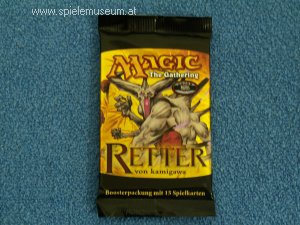 www.spielemuseum.at
MAGIC
The Gathering
RETTER
von kamigawa
Boosterpackung mit 15 Spielkarten